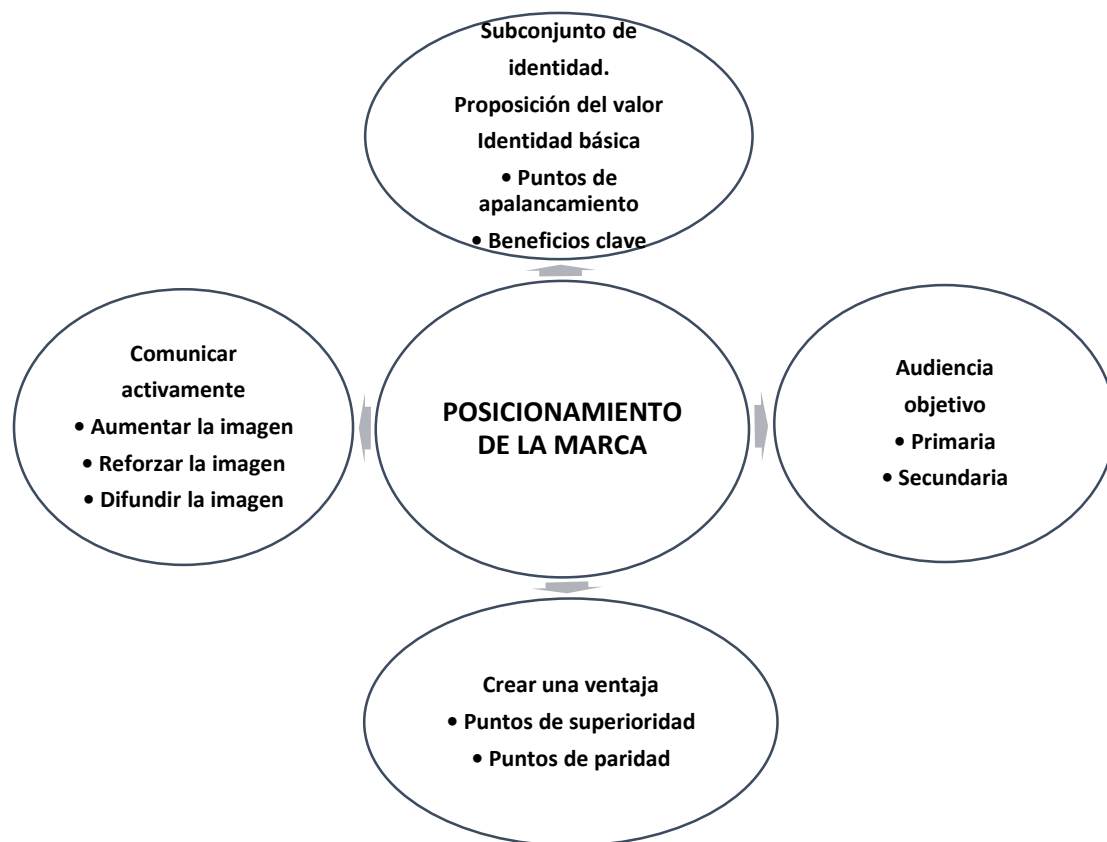 Subconjunto de
identidad.
Proposición del valor
Identidad básica
• Puntos de
apalancamiento
• Beneficios clave
Comunicar
activamente
• Aumentar la imagen
• Reforzar la imagen
• Difundir la imagen
POSICIONAMIENTO
DE LA MARCA
Audiencia
objetivo
• Primaria
• Secundaria
Crear una ventaja
• Puntos de superioridad
• Puntos de paridad